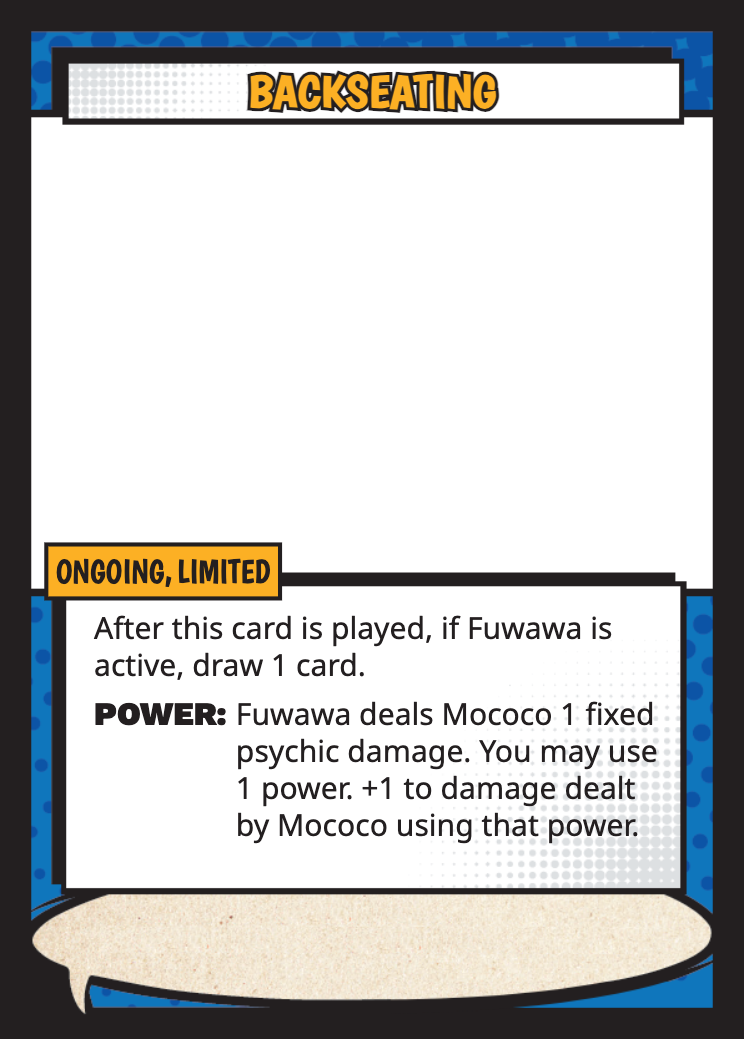 BACKSEATING
ONGOING, LIMITED
After this card is played, if Fuwawa is
active, draw 1 card.
POWER: Fuwawa deals Mococo 1 fixed
psychic damage. You may use
1 power. +1 to damage dealt
by Mococo using that power.